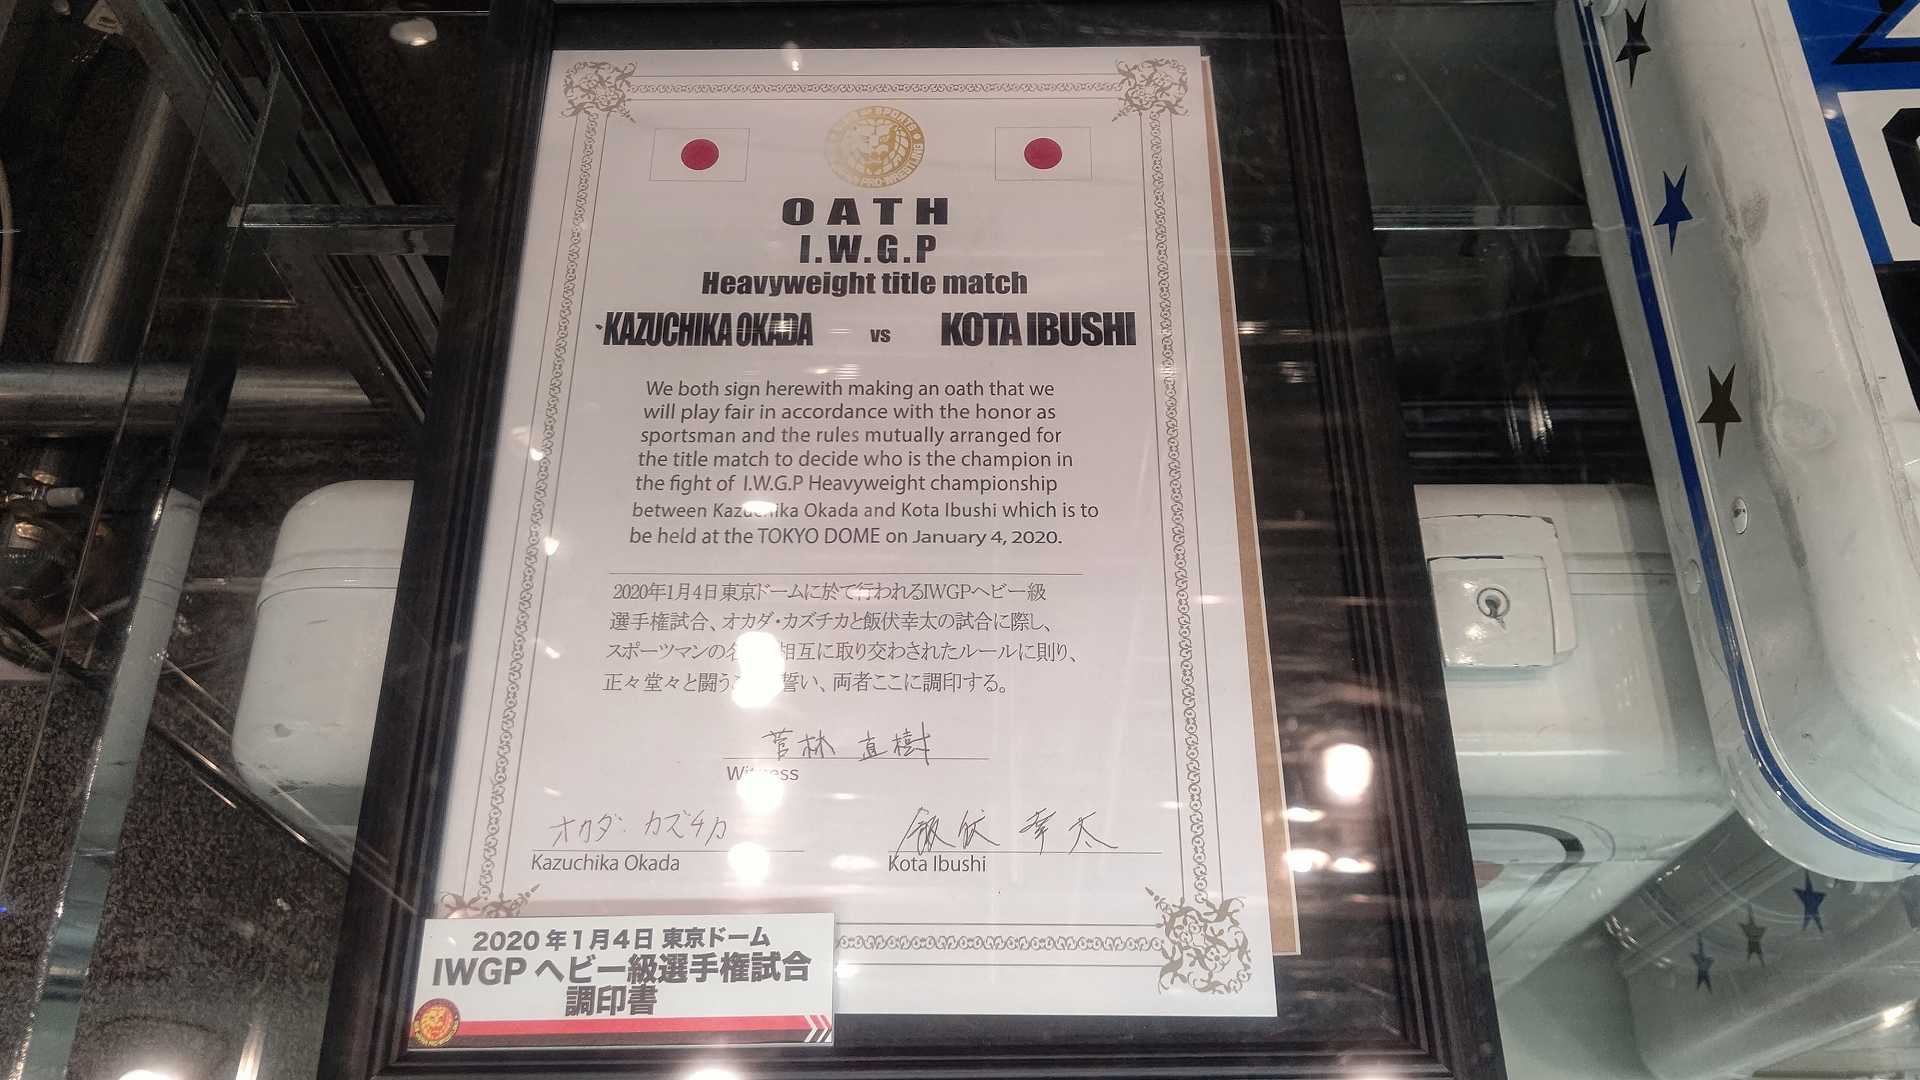 OATH
I.W.G.P
Heavyweight title match
KAZUCHIKA OKADA vs KOTA IBUSHI
We both sign herewith making an oath that we
will play fair in accordance with the honor as
sportsman and the rules mutually arranged for
the title match to decide who is the champion in
the fight of I.W.G.P Heavyweight championship
between Kazuchika Okada and Kota Ibushi which is to
be held at the TOKYO DOME on January 4, 2020.
2020年1月4日東京ドームに於て行われるIWGPヘビー級
選手権試合、オカダ・カズチカと飯伏幸太の試合に際し、
スポーツマンの名 相互に取り交わされたルールに則り、
正々堂々と闘う 誓い、両者ここに調印する。
菅林 直樹
Witness
オカダ・カズチカ 飯伏 幸太
Kazuchika Okada Kota Ibushi
2020年1月4日 東京ドーム
IWGPヘビー級選手権試合
調印書